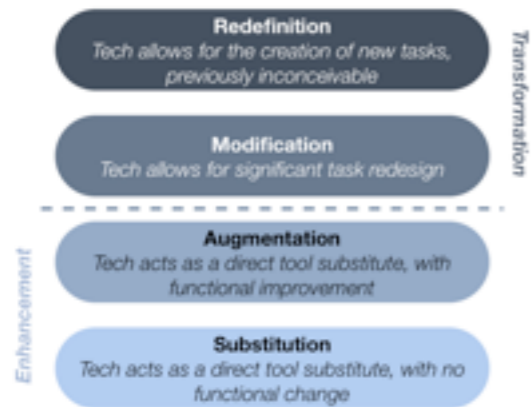 Redefinition
Tech allows for the creation of new tasks,
previously inconceivable
Transformation
Modification
Tech allows for significant task redesign
Augmentation
Tech acts as a direct tool substitute, with
functional improvement
Enhancement
Substitution
Tech acts as a direct tool substitute, with no
functional change